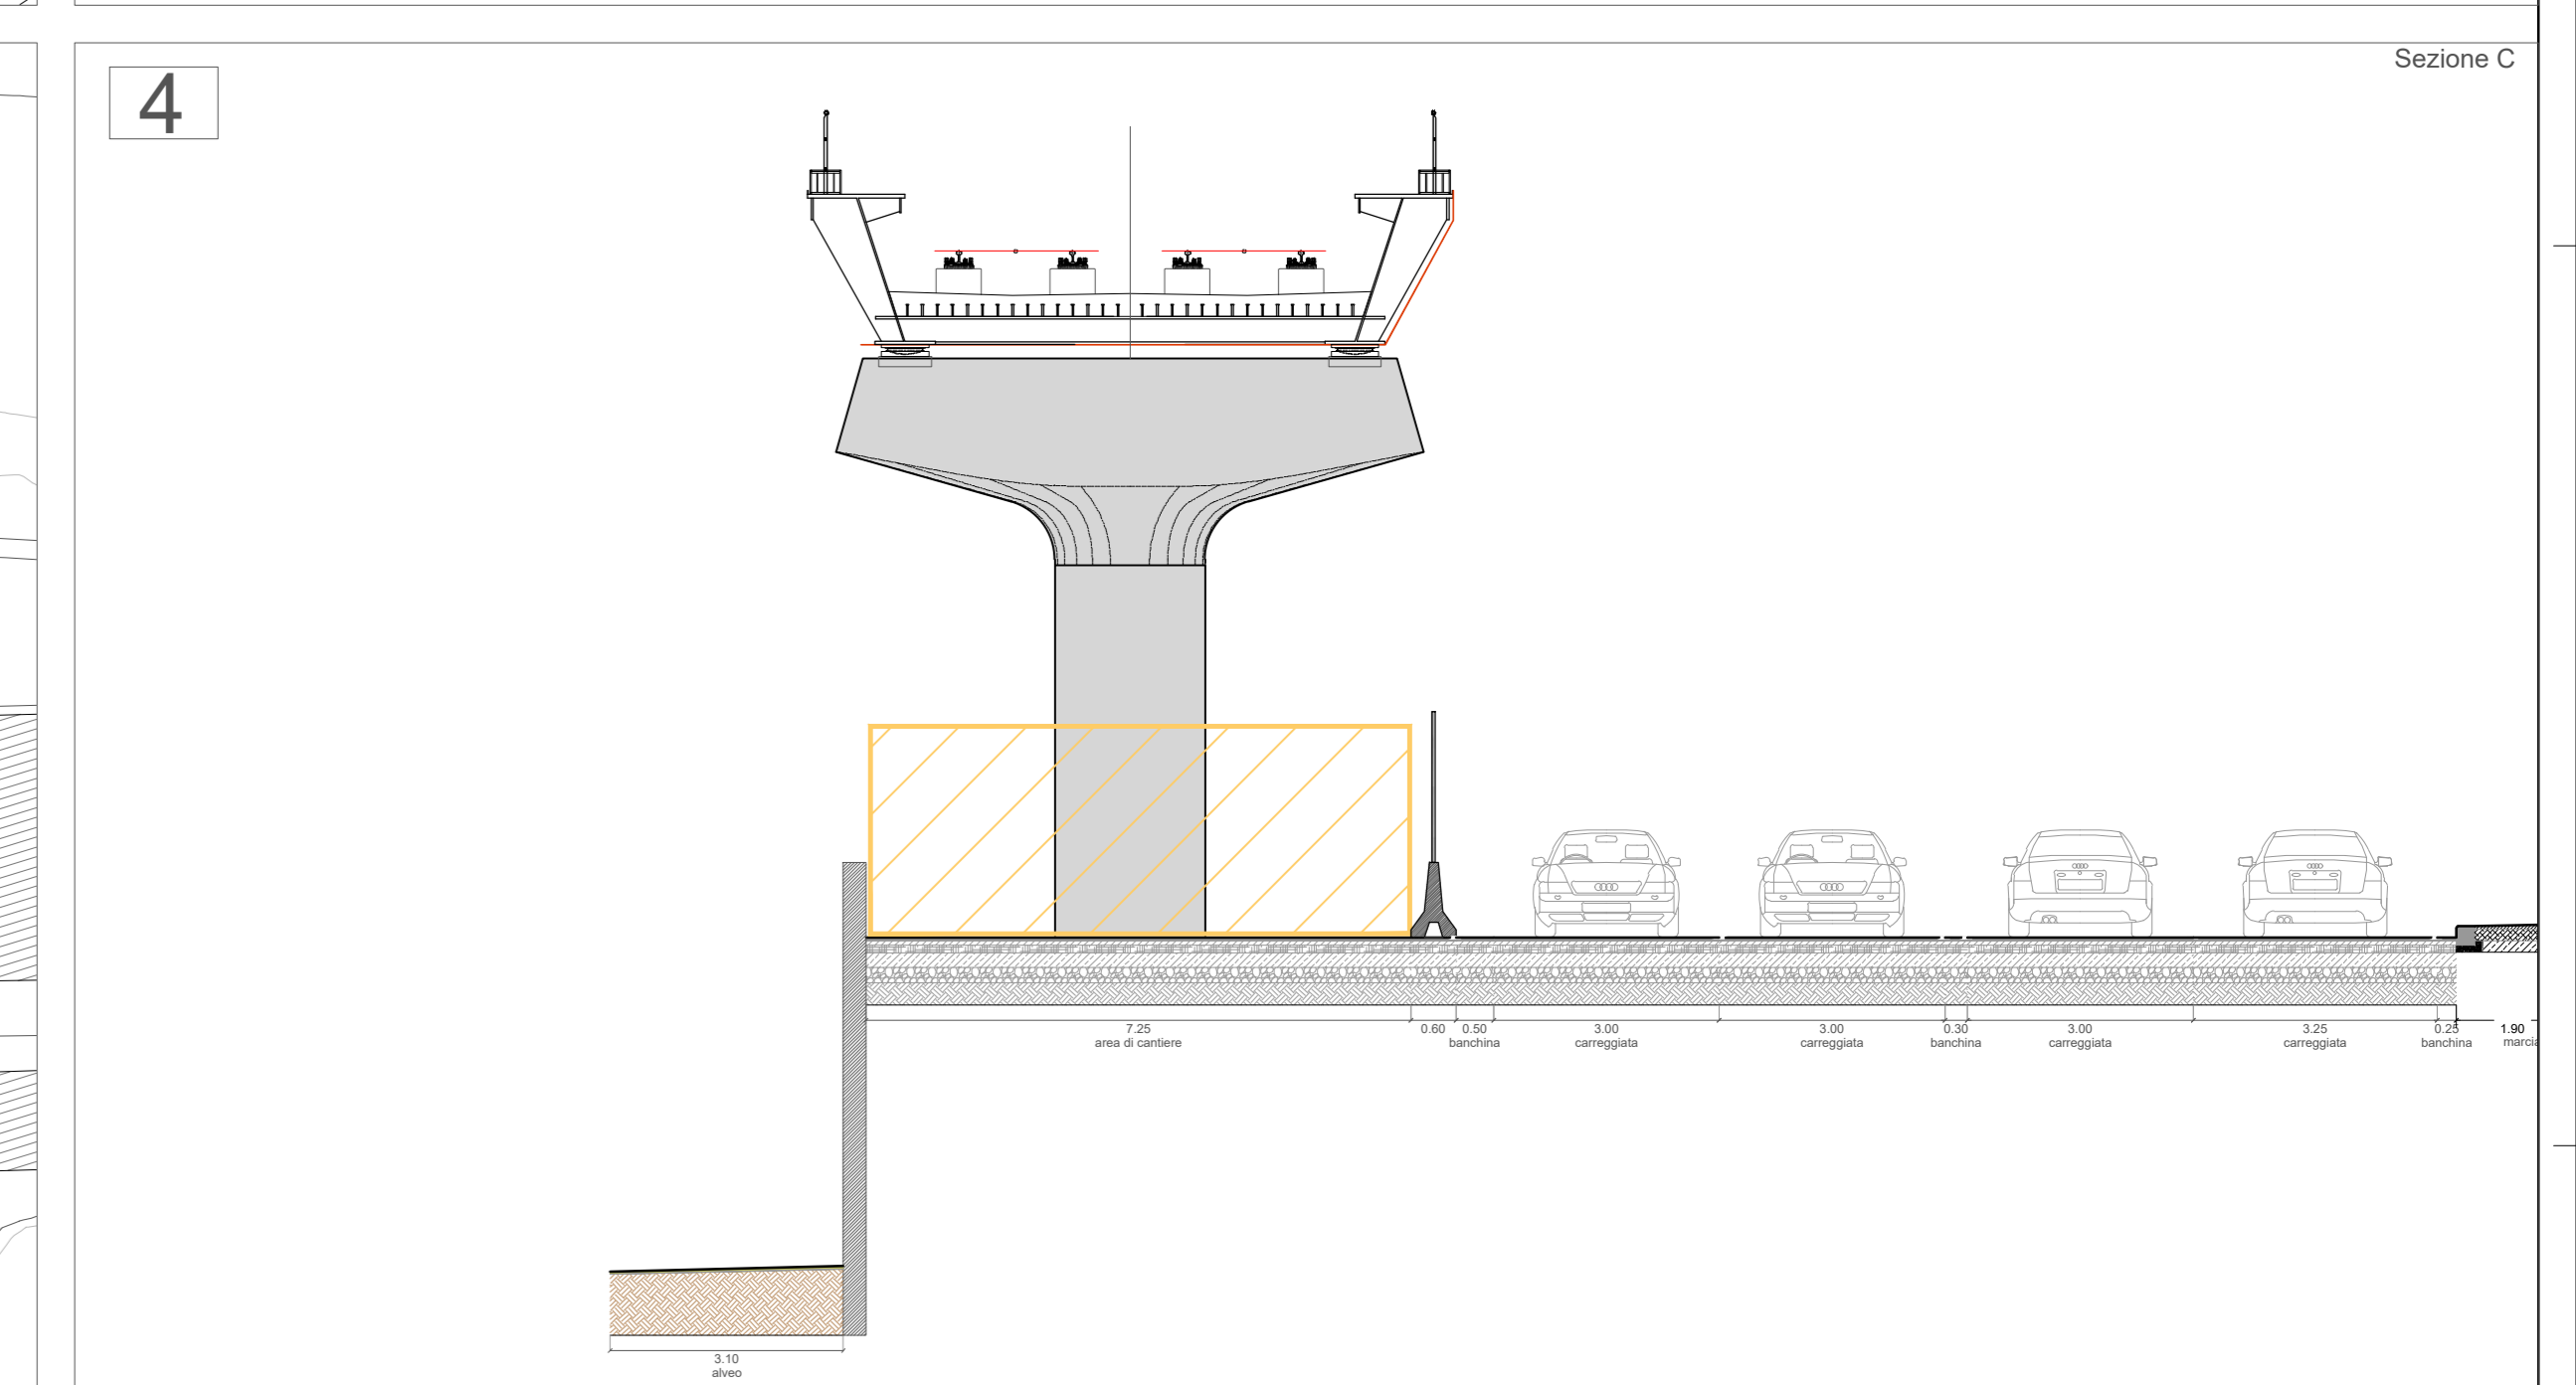 4
Sezione C
7.25
area di cantiere
0.60
0.50
banchina
3.00
carreggiata
3.00
carreggiata
0.30
banchina
3.00
carreggiata
3.25
carreggiata
0.25
banchina
1.90
marcia
3.10
alveo